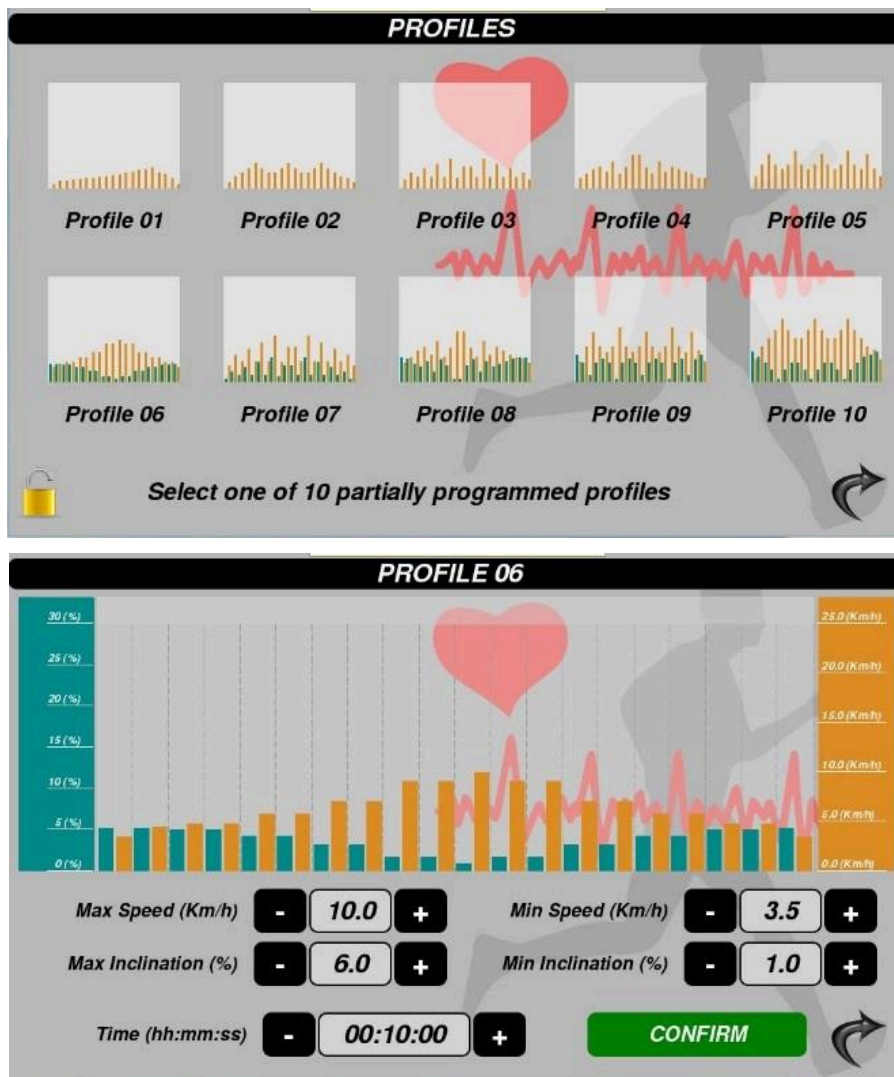 PROFILES
Profile 01 Profile 02 Profile 03 Profile 04 Profile 05
Profile 06 Profile 07 Profile 08 Profile 09 Profile 10
Select one of 10 partially programmed profiles
PROFILE 06
30 (%) 25.0 (Km/h)
25 (%)
20.0 (Km/h)
20 (%)
15.0 (Km/h)
15 (%)
10.0 (Km/h)
10 (%)
5 (%) 5.0 (Km/h)
0 (%) 0.0 (Km/h)
Max Speed (Km/h) - 10.0 + Min Speed (Km/h) - 3.5 +
Max Inclination (%) - 6.0 + Min Inclination (%) - 1.0 +
Time (hh:mm:ss) - 00:10:00 + CONFIRM